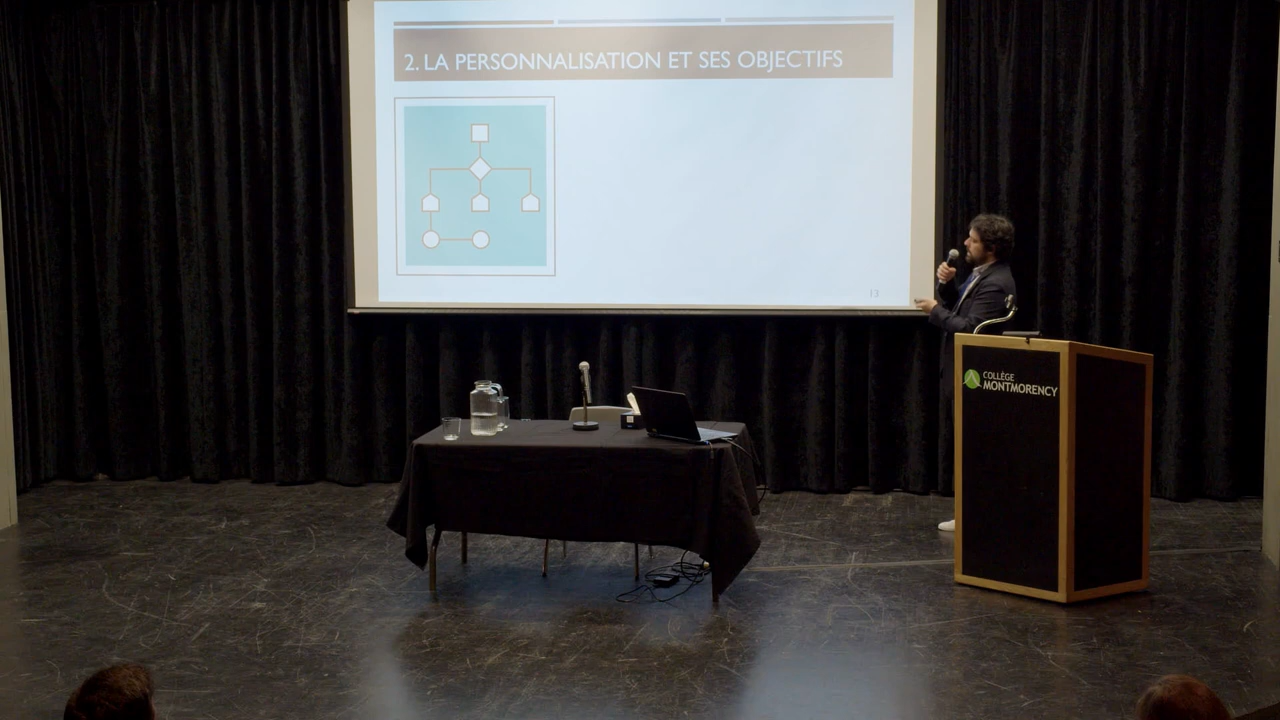 2. LA PERSONNALISATION ET SES OBJECTIFS
13
COLLÈGE
MONTMORENCY